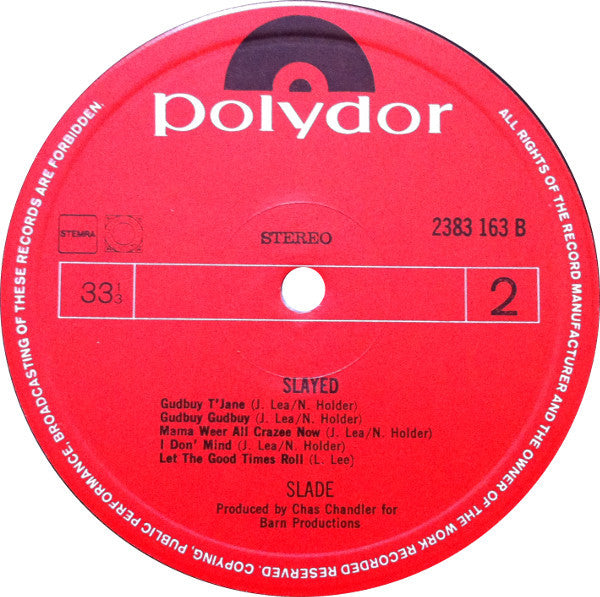 polydor
STEMRA
STEREO
2383 163 B
33 1/3
2
SLAYED
Gudbuy T'Jane (J. Lea/N. Holder)
Gudbuy Gudbuy (J. Lea/N. Holder)
Mama Weer All Crazee Now (J. Lea/N. Holder)
I Don' Mind (J. Lea/N. Holder)
Let The Good Times Roll (L. Lee)
SLADE
Produced by Chas Chandler for
Barn Productions
ALL RIGHTS OF THE RECORD MANUFACTURER AND THE OWNER OF THE WORK RECORDED RESERVED. COPYING, PUBLIC PERFORMANCE, BROADCASTING OF THESE RECORDS ARE FORBIDDEN.